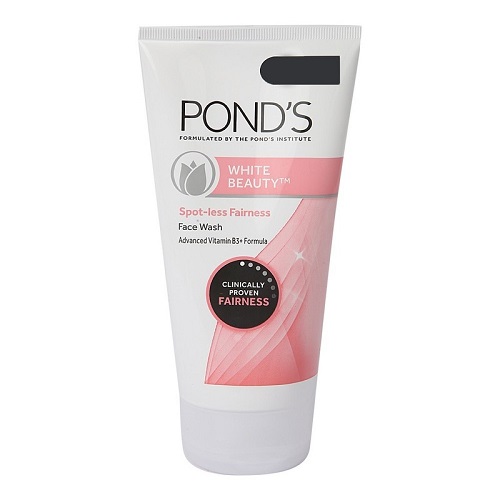 POND'S
FORMULATED BY THE POND'S INSTITUTE
WHITE
BEAUTY™
Spot-less Fairness
Face Wash
Advanced Vitamin B3+ Formula
CLINICALLY
PROVEN
FAIRNESS